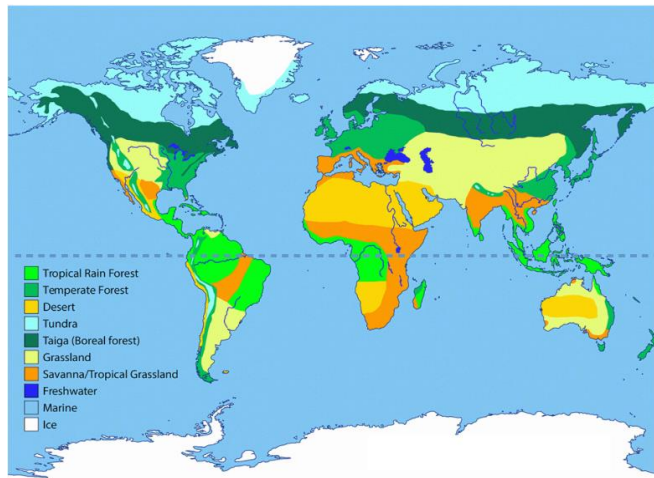 Tropical Rain Forest
Temperate Forest
Desert
Tundra
Taiga (Boreal forest)
Grassland
Savanna/Tropical Grassland
Freshwater
Marine
Ice